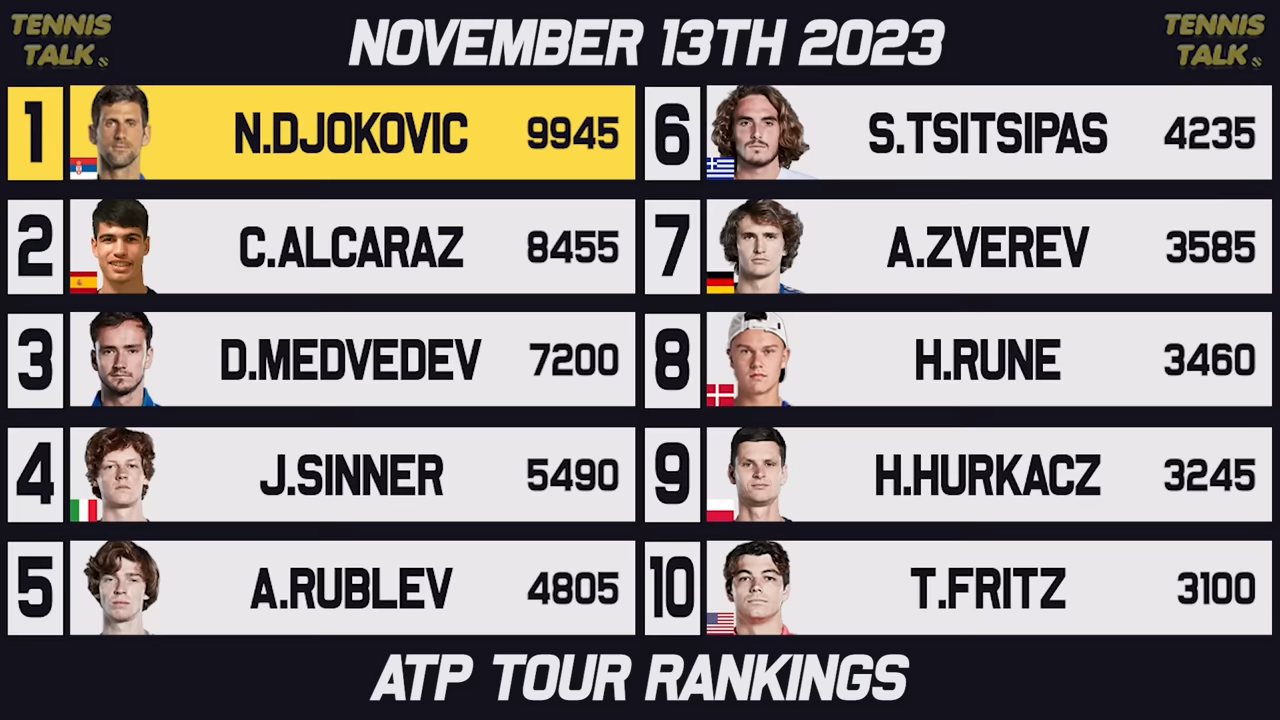 TENNIS
TALK.
NOVEMBER 13TH 2023
TENNIS
TALK.
1 N.DJOKOVIC 9945
2 C.ALCARAZ 8455
3 D.MEDVEDEV 7200
4 J.SINNER 5490
5 A.RUBLEV 4805
6 S.TSITSIPAS 4235
7 A.ZVEREV 3585
8 H.RUNE 3460
9 H.HURKACZ 3245
10 T.FRITZ 3100
ATP TOUR RANKINGS